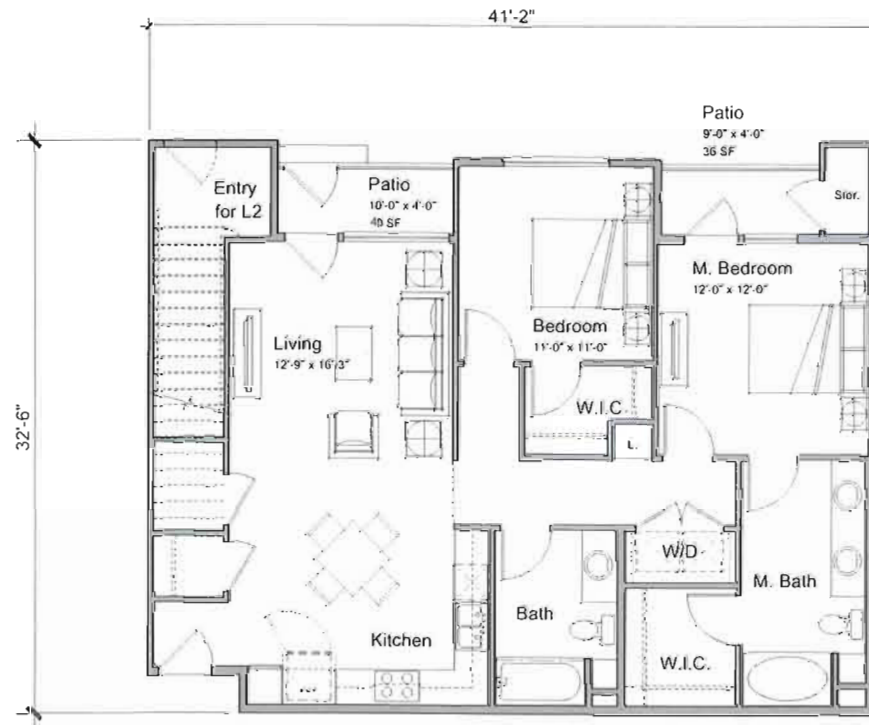 41'-2"
Patio
9'-0" x 4'-0"
36 SF
Entry
for L2
Patio
10'-0" x 4'-0"
40 SF
Stor.
M. Bedroom
12'-0" x 12'-0"
Bedroom
11'-0" x 11'-0"
Living
12'-9" x 16'-3"
32'-6"
W.I.C.
L.
W/D
M. Bath
Bath
Kitchen
W.I.C.